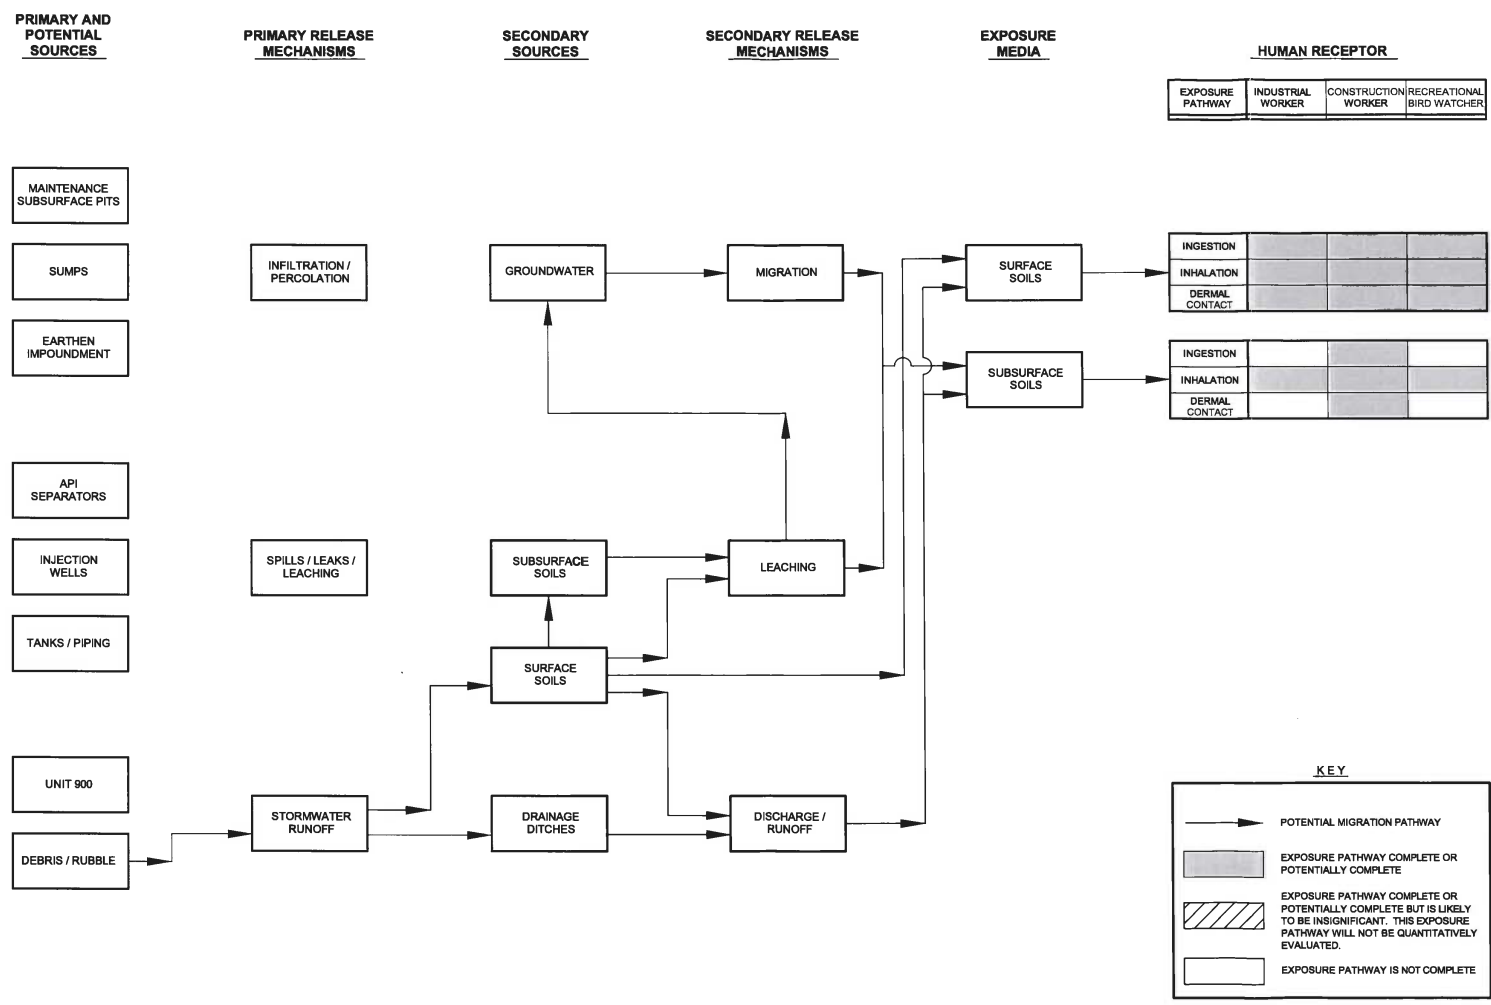 PRIMARY AND
POTENTIAL
SOURCES
PRIMARY RELEASE
MECHANISMS
SECONDARY
SOURCES
SECONDARY RELEASE
MECHANISMS
EXPOSURE
MEDIA
HUMAN RECEPTOR
EXPOSURE
PATHWAY
INDUSTRIAL
WORKER
CONSTRUCTION
WORKER
RECREATIONAL
BIRD WATCHER
MAINTENANCE
SUBSURFACE PITS
SUMPS
INFILTRATION /
PERCOLATION
GROUNDWATER
MIGRATION
SURFACE
SOILS
INGESTION
INHALATION
DERMAL
CONTACT
EARTHEN
IMPOUNDMENT
SUBSURFACE
SOILS
INGESTION
INHALATION
DERMAL
CONTACT
API
SEPARATORS
INJECTION
WELLS
SPILLS / LEAKS /
LEACHING
SUBSURFACE
SOILS
LEACHING
TANKS / PIPING
SURFACE
SOILS
UNIT 900
STORMWATER
RUNOFF
DRAINAGE
DITCHES
DISCHARGE /
RUNOFF
DEBRIS / RUBBLE
KEY
POTENTIAL MIGRATION PATHWAY
EXPOSURE PATHWAY COMPLETE OR
POTENTIALLY COMPLETE
EXPOSURE PATHWAY COMPLETE OR
POTENTIALLY COMPLETE BUT IS LIKELY
TO BE INSIGNIFICANT. THIS EXPOSURE
PATHWAY WILL NOT BE QUANTITATIVELY
EVALUATED.
EXPOSURE PATHWAY IS NOT COMPLETE